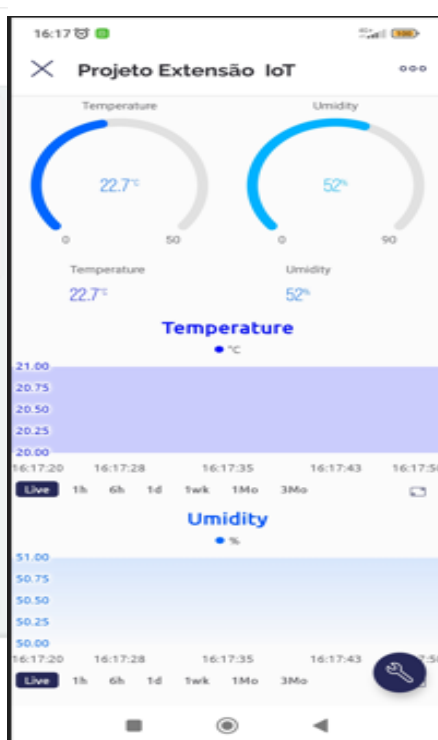 16:17
Projeto Extensão IoT
Temperature Umidity
22.7°C 52%
0 50 0 90
Temperature Umidity
22.7°C 52%
Temperature
°C
21.00
20.75
20.50
20.25
20.00
16:17:20 16:17:28 16:17:35 16:17:43 16:17:5
Live 1h 6h 1d 1wk 1Mo 3Mo
Umidity
%
51.00
50.75
50.50
50.25
50.00
16:17:20 16:17:28 16:17:35 16:17:43
Live 1h 6h 1d 1wk 1Mo 3Mo